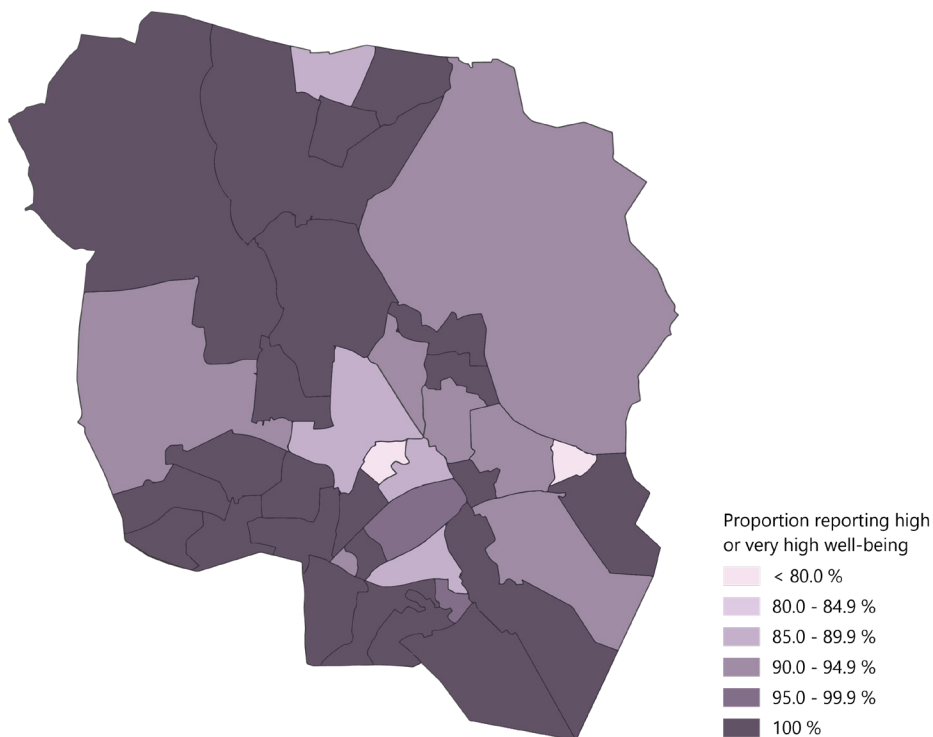 Proportion reporting high
or very high well-being
< 80.0 %
80.0 - 84.9 %
85.0 - 89.9 %
90.0 - 94.9 %
95.0 - 99.9 %
100 %